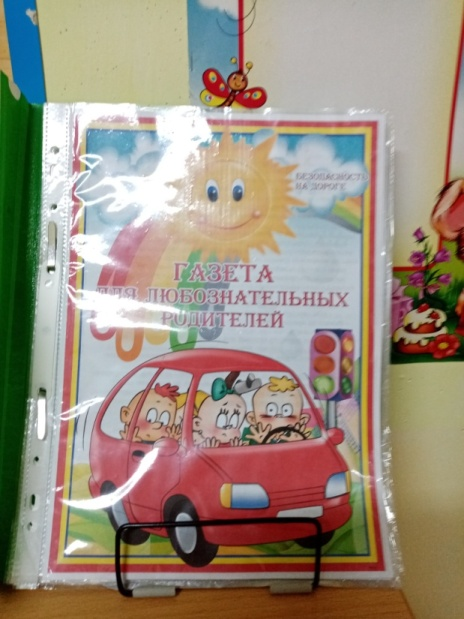 БЕЗОПАСНОСТЬ
НА ДОРОГЕ
ГАЗЕТА
ДЛЯ ЛЮБОЗНАТЕЛЬНЫХ
РОДИТЕЛЕЙ